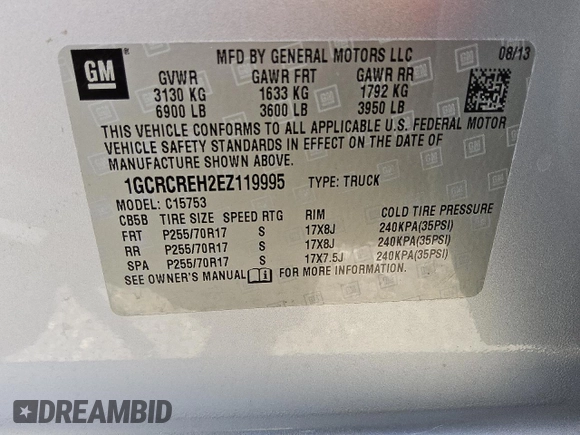 GM
MFD BY GENERAL MOTORS LLC 08/13
GVWR GAWR FRT GAWR RR
3130 KG 1633 KG 1792 KG
6900 LB 3600 LB 3950 LB
THIS VEHICLE CONFORMS TO ALL APPLICABLE U.S. FEDERAL MOTOR
VEHICLE SAFETY STANDARDS IN EFFECT ON THE DATE OF
MANUFACTURE SHOWN ABOVE.
1GCRCREH2EZ119995 TYPE: TRUCK
MODEL: C15753
CB5B TIRE SIZE SPEED RTG RIM COLD TIRE PRESSURE
FRT P255/70R17 S 17X8J 240KPA(35PSI)
RR P255/70R17 S 17X8J 240KPA(35PSI)
SPA P255/70R17 S 17X7.5J 240KPA(35PSI)
SEE OWNER'S MANUAL FOR MORE INFORMATION.
DREAMBID